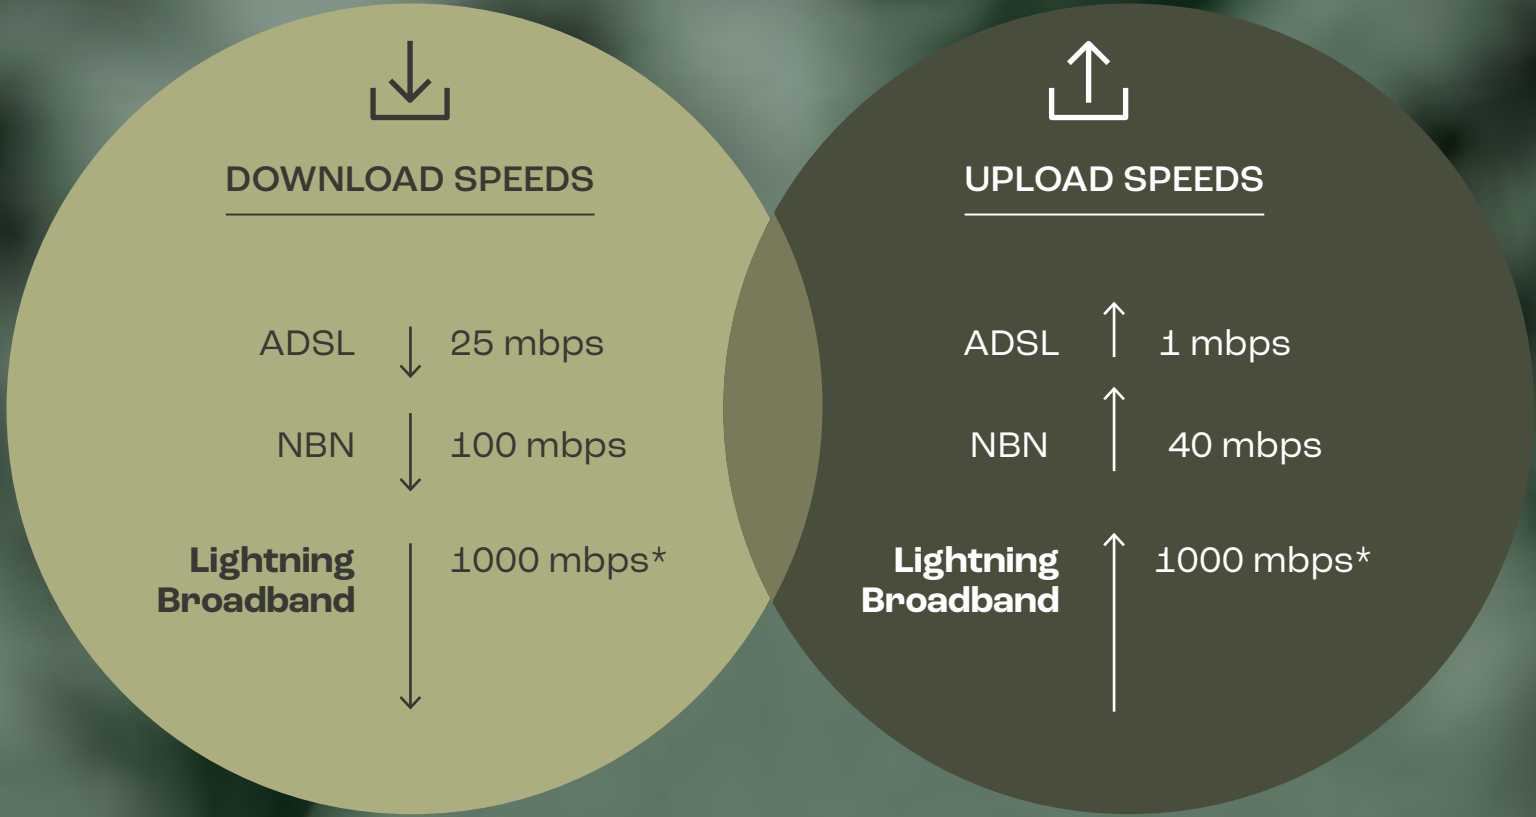 DOWNLOAD SPEEDS
ADSL 25 mbps
NBN 100 mbps
Lightning 1000 mbps*
Broadband
UPLOAD SPEEDS
ADSL 1 mbps
NBN 40 mbps
Lightning 1000 mbps*
Broadband